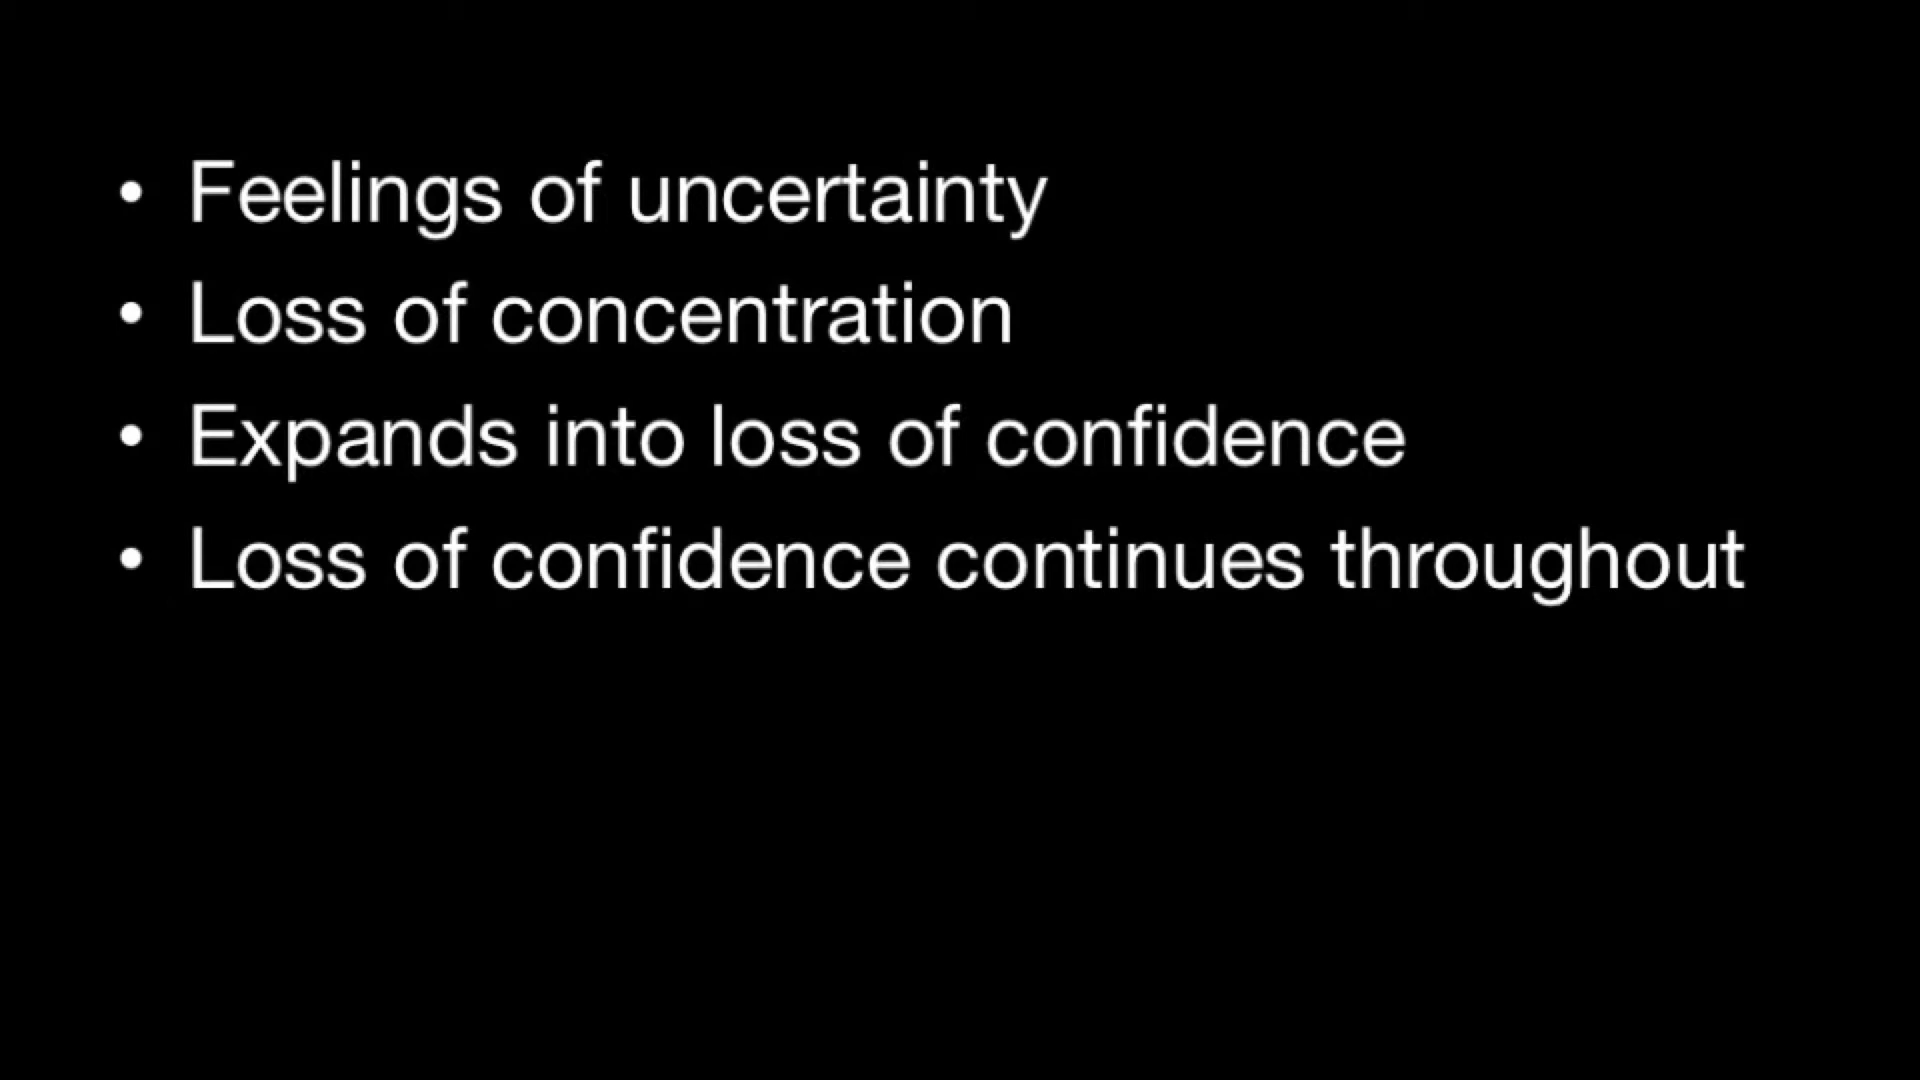 • Feelings of uncertainty
• Loss of concentration
• Expands into loss of confidence
• Loss of confidence continues throughout